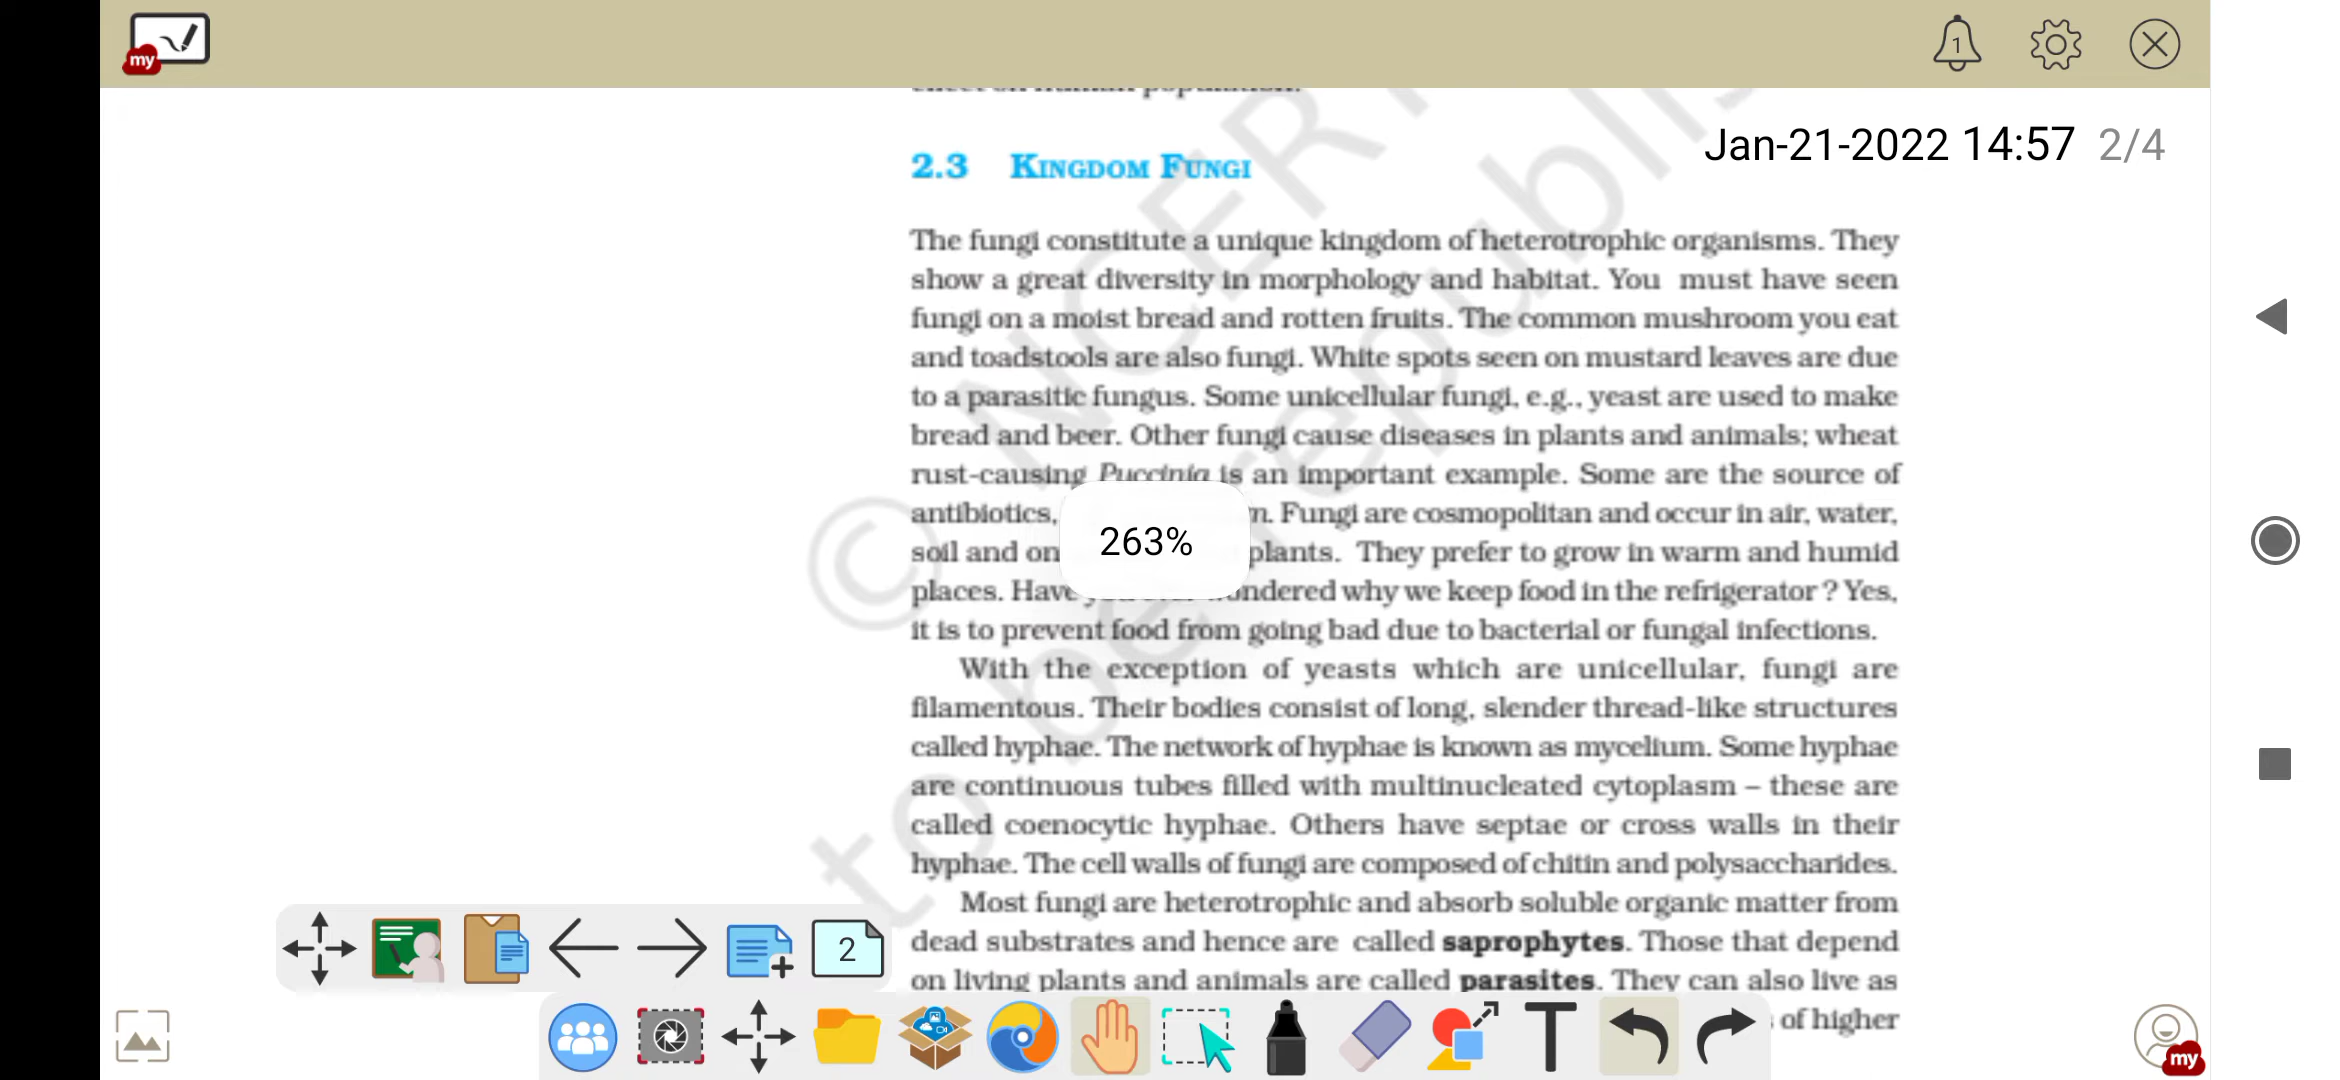 my
1
effect on human population.
Jan-21-2022 14:57 2/4
2.3 KINGDOM FUNGI
The fungi constitute a unique kingdom of heterotrophic organisms. They
show a great diversity in morphology and habitat. You must have seen
fungi on a moist bread and rotten fruits. The common mushroom you eat
and toadstools are also fungi. White spots seen on mustard leaves are due
to a parasitic fungus. Some unicellular fungi, e.g., yeast are used to make
bread and beer. Other fungi cause diseases in plants and animals; wheat
rust-causing Puccinia is an important example. Some are the source of
antibiotics, n. Fungi are cosmopolitan and occur in air, water,
263%
soil and on plants. They prefer to grow in warm and humid
places. Have wondered why we keep food in the refrigerator ? Yes,
it is to prevent food from going bad due to bacterial or fungal infections.
With the exception of yeasts which are unicellular, fungi are
filamentous. Their bodies consist of long, slender thread-like structures
called hyphae. The network of hyphae is known as mycelium. Some hyphae
are continuous tubes filled with multinucleated cytoplasm – these are
called coenocytic hyphae. Others have septae or cross walls in their
hyphae. The cell walls of fungi are composed of chitin and polysaccharides.
Most fungi are heterotrophic and absorb soluble organic matter from
dead substrates and hence are called saprophytes. Those that depend
on living plants and animals are called parasites. They can also live as
of higher
© NCERT
to be republis
2
T
my